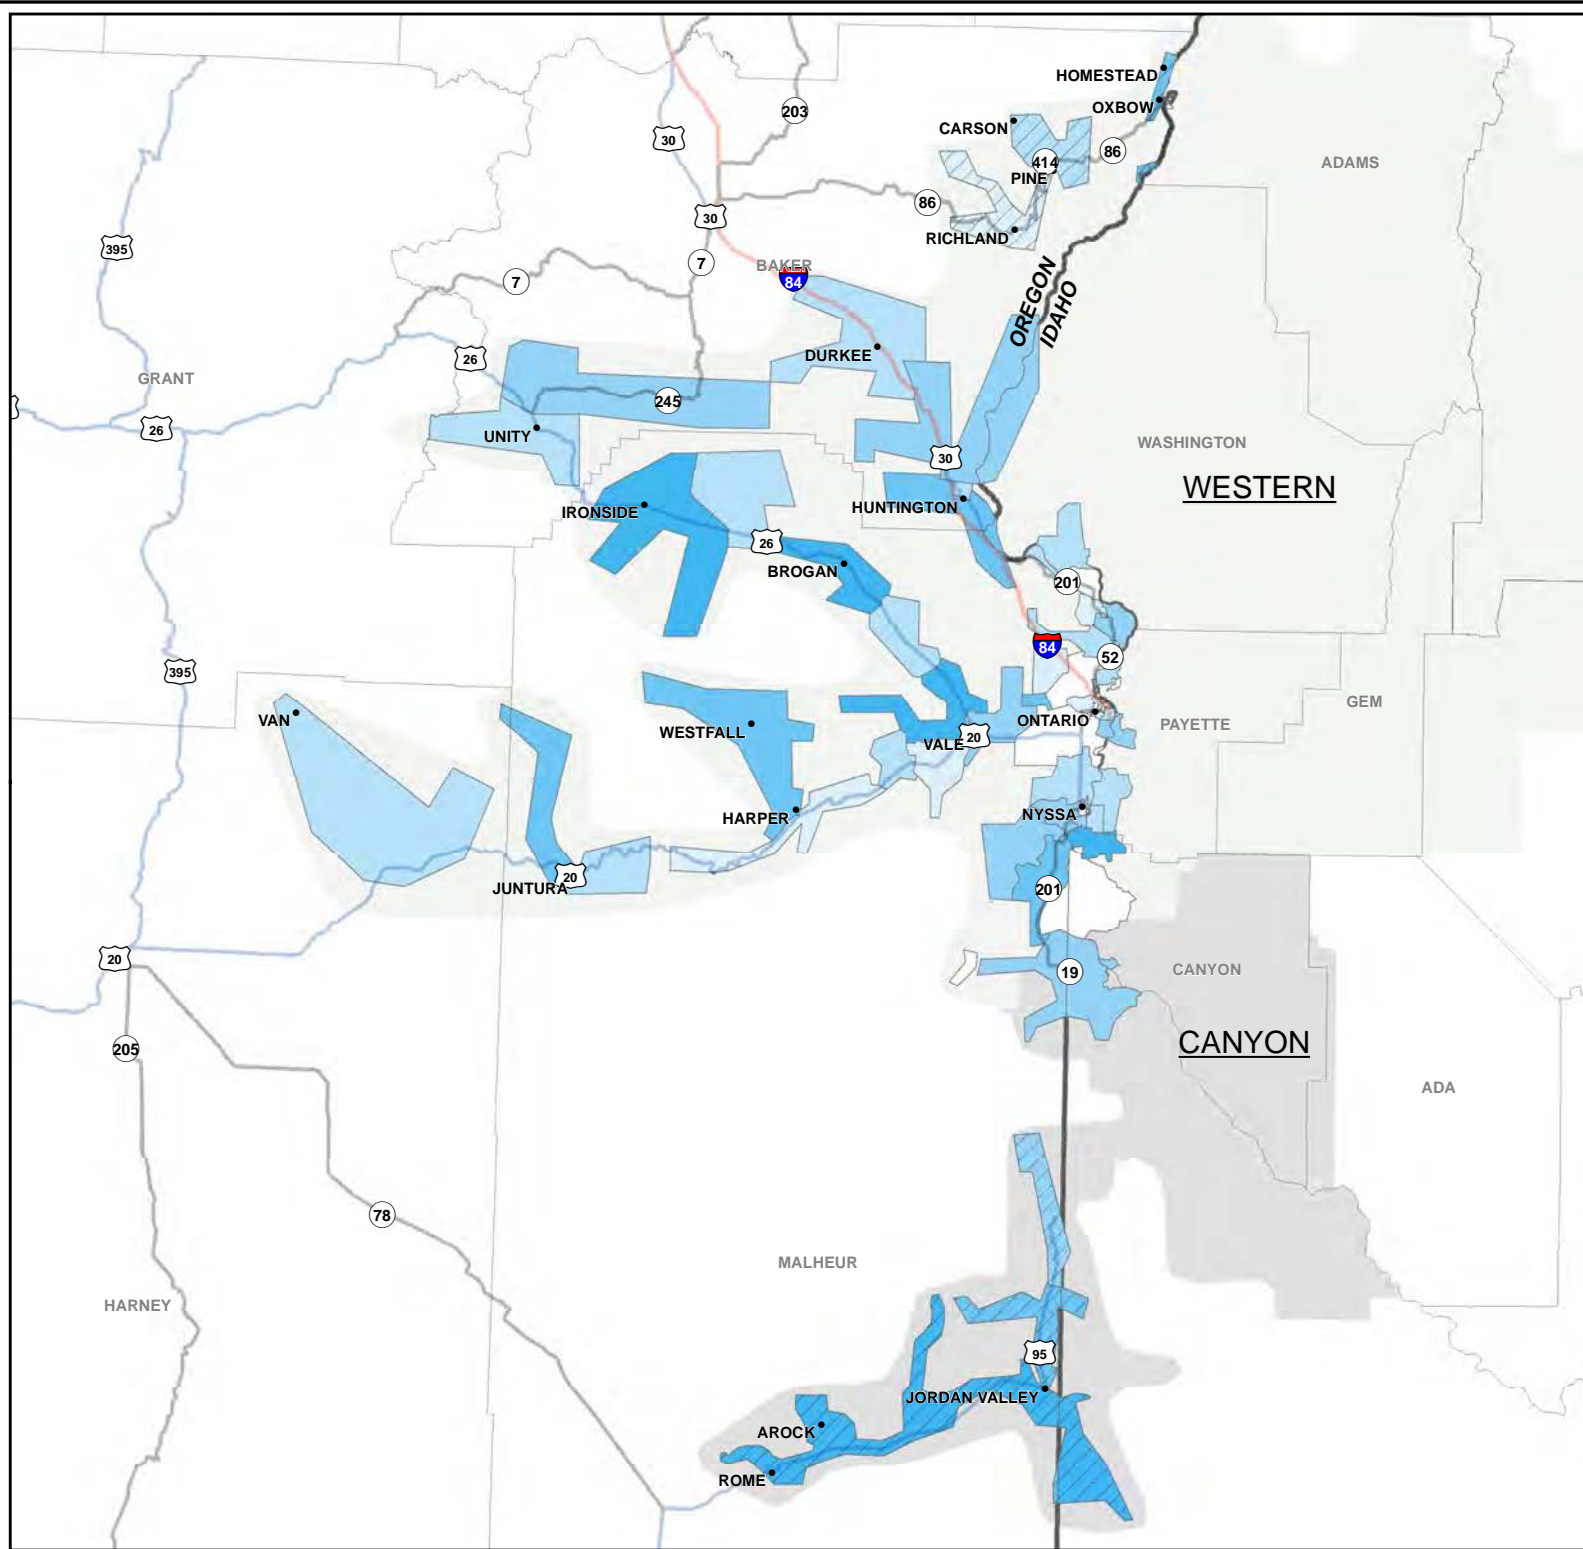 HOMESTEAD
OXBOW
203
CARSON
30
86
414
ADAMS
PINE
86
30
RICHLAND
395
7
BAKER
7
84
OREGON
IDAHO
DURKEE
26
GRANT
245
26
UNITY
WASHINGTON
30
WESTERN
IRONSIDE
HUNTINGTON
26
BROGAN
201
84
52
395
GEM
VAN
ONTARIO
PAYETTE
WESTFALL
20
VALE
HARPER
NYSSA
20
JUNTURA
201
20
19
CANYON
CANYON
205
ADA
78
MALHEUR
HARNEY
95
JORDAN VALLEY
AROCK
ROME